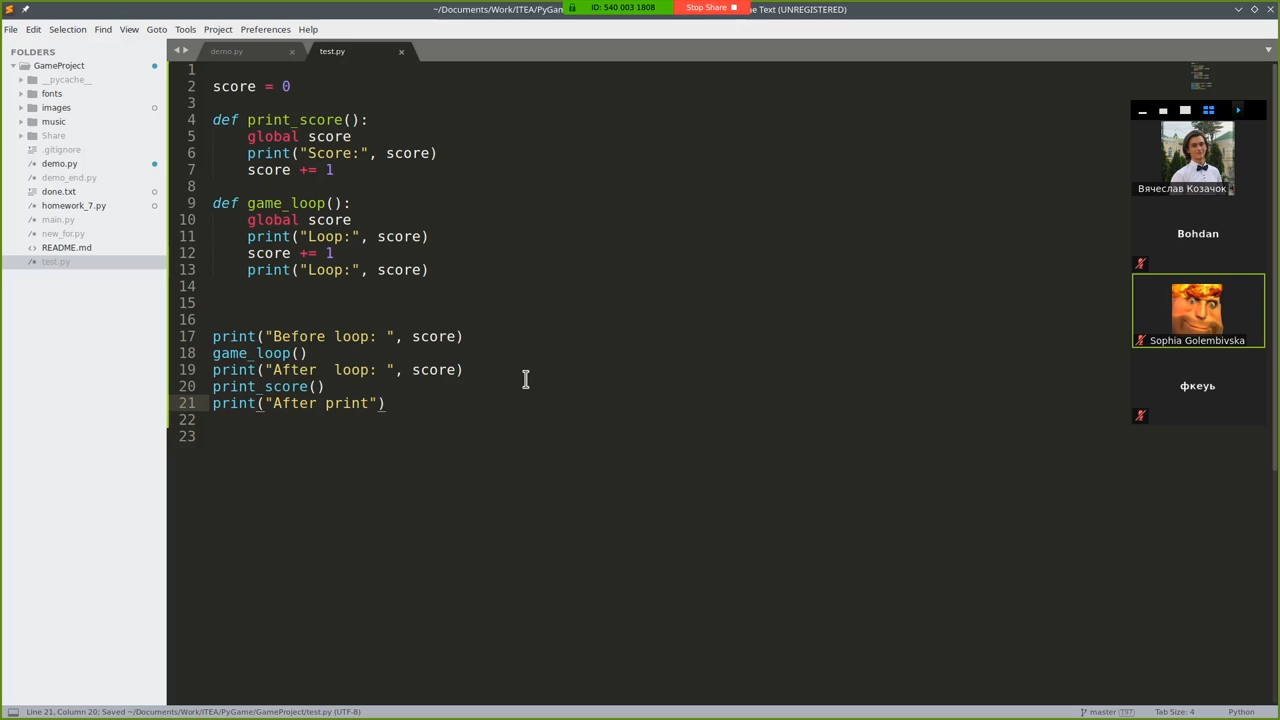 ~/Documents/Work/ITEA/PyGa
ID: 540 003 1808
Stop Share
ne Text (UNREGISTERED)
File Edit Selection Find View Goto Tools Project Preferences Help
FOLDERS
GameProject
__pycache__
fonts
images
music
Share
.gitignore
demo.py
demo_end.py
done.txt
homework_7.py
main.py
new_for.py
README.md
test.py
demo.py
test.py
1
2 score = 0
3
4 def print_score():
5 global score
6 print("Score:", score)
7 score += 1
8
9 def game_loop():
10 global score
11 print("Loop:", score)
12 score += 1
13 print("Loop:", score)
14
15
16
17 print("Before loop: ", score)
18 game_loop()
19 print("After  loop: ", score)
20 print_score()
21 print("After print")
22
23
Вячеслав Козачок
Bohdan
Sophia Golembivska
фкеуь
Line 21, Column 20; Saved ~/Documents/Work/ITEA/PyGame/GameProject/test.py (UTF-8)
master 197
Tab Size: 4
Python